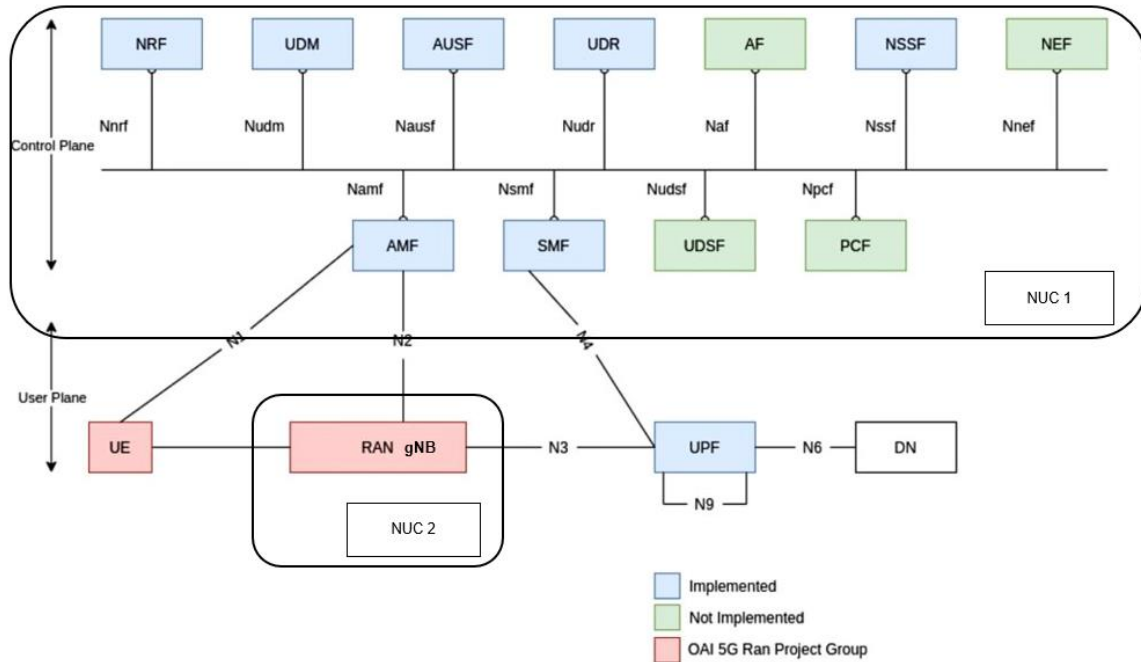 NRF
UDM
AUSF
UDR
AF
NSSF
NEF
Nnrf
Nudm
Nausf
Nudr
Naf
Nssf
Nnef
Control Plane
Namf
Nsmf
Nudsf
Npcf
AMF
SMF
UDSF
PCF
NUC 1
N1
N2
N4
User Plane
UE
RAN gNB
N3
UPF
N6
DN
N9
NUC 2
Implemented
Not Implemented
OAI 5G Ran Project Group